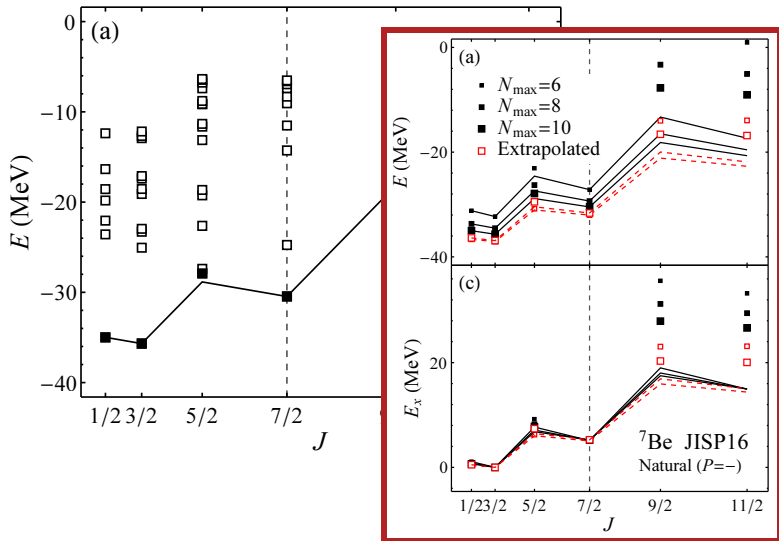 (a)
0
−10
−20
−30
−40
E (MeV)
1/2 3/2 5/2 7/2
J
(a)
0
−20
−40
E (MeV)
Nmax=6
Nmax=8
Nmax=10
Extrapolated
(c)
20
0
Ex (MeV)
7Be JISP16
Natural (P=−)
1/2 3/2 5/2 7/2 9/2 11/2
J